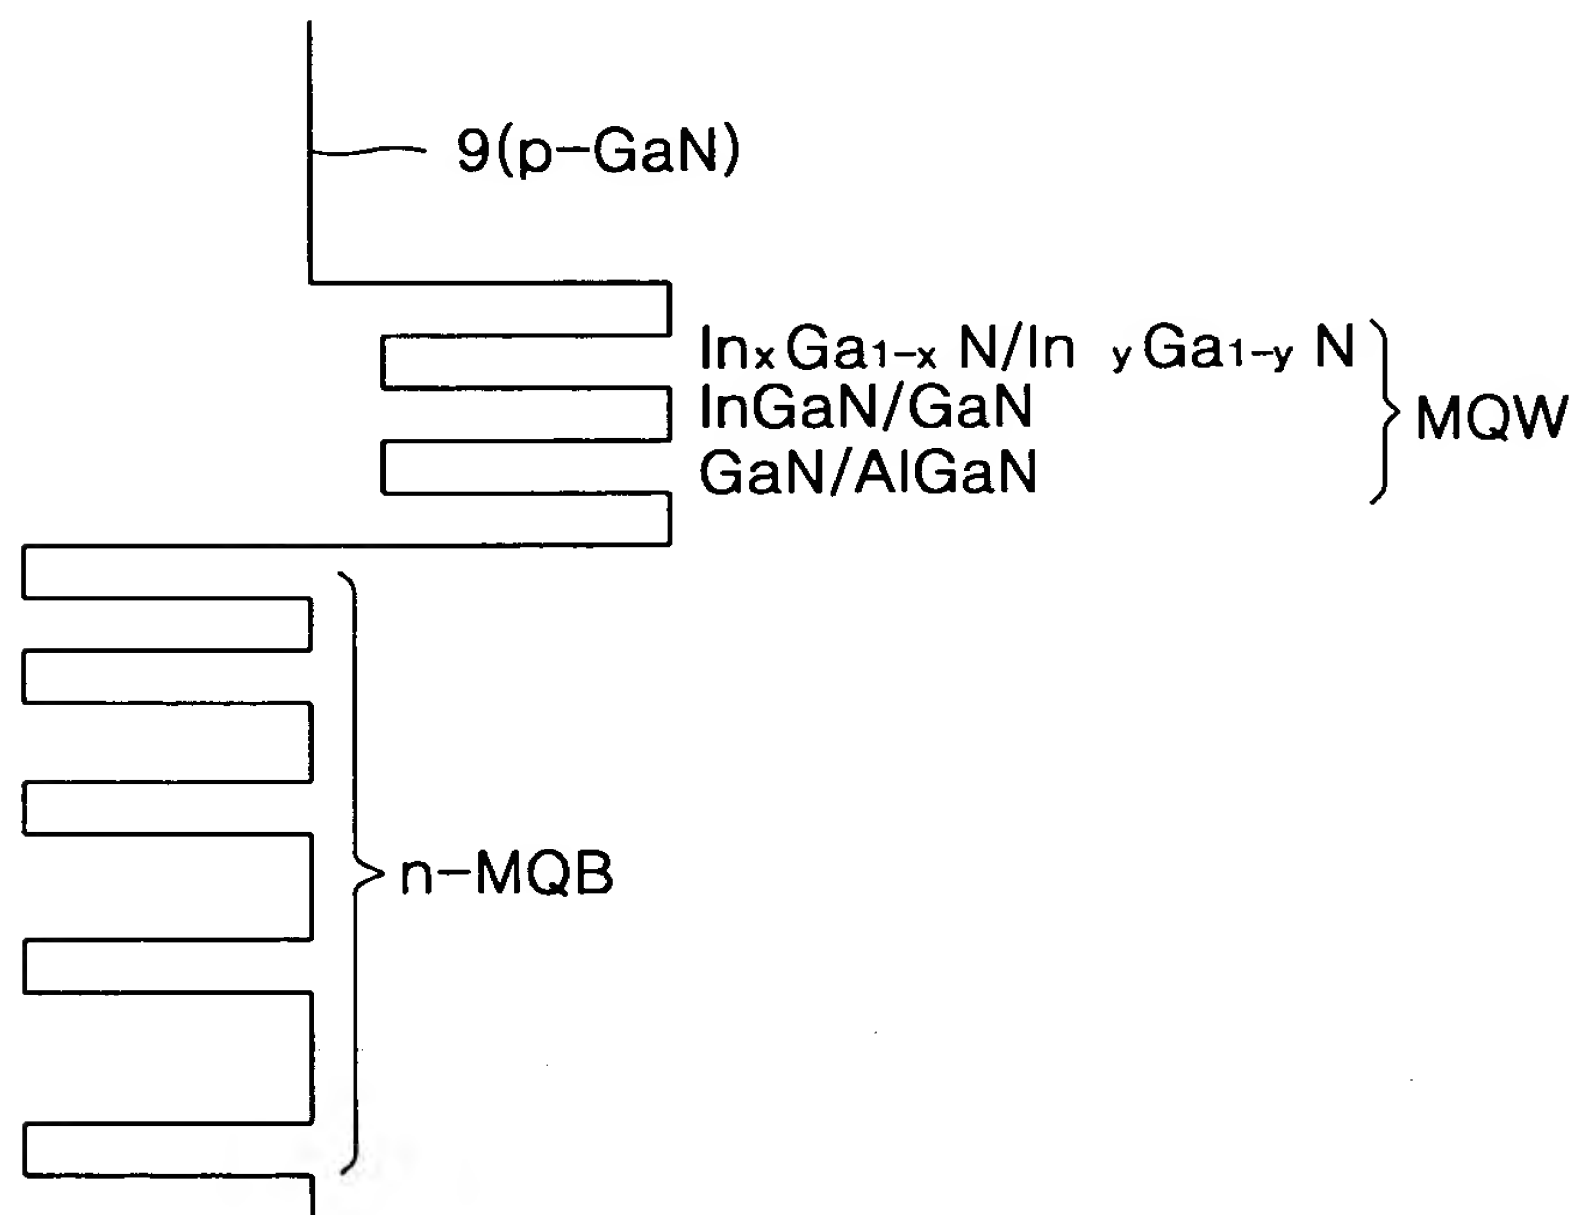 9(p-GaN)
InxGa1-x N/In yGa1-y N
InGaN/GaN
GaN/AlGaN
MQW
n-MQB